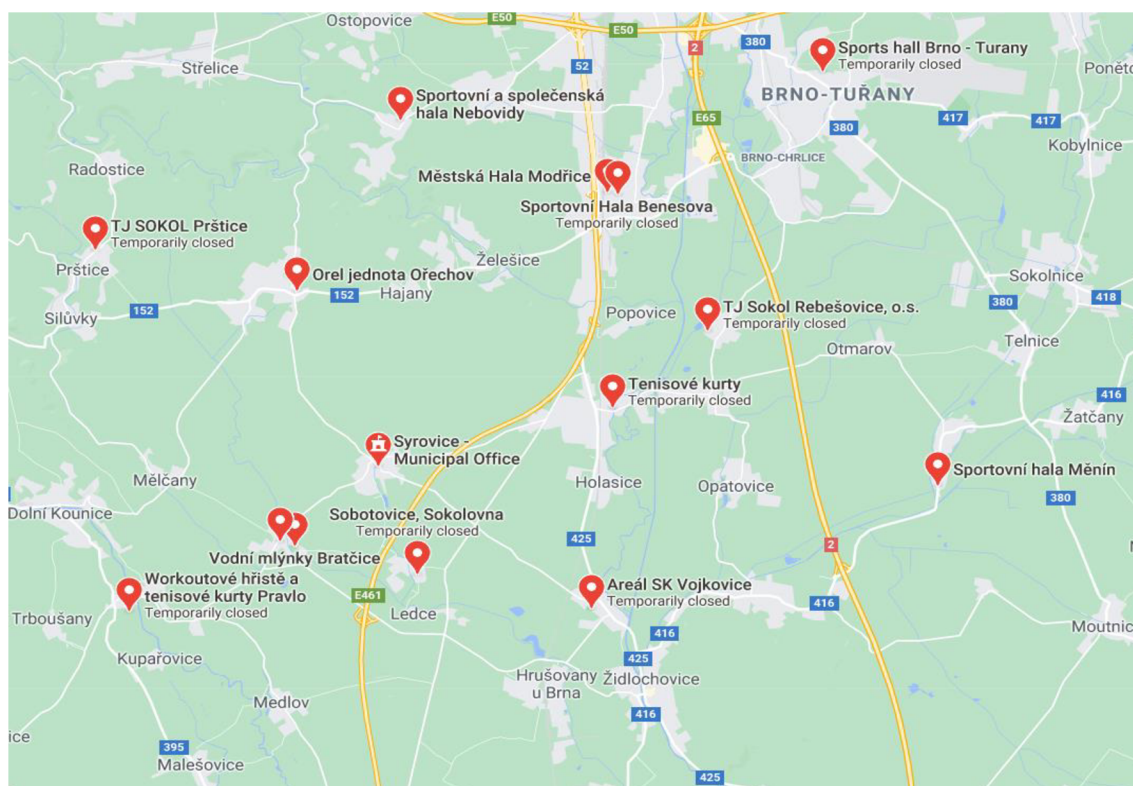 Ostopovice
E50
E50
52
2
380
Sports hall Brno - Turany
Temporarily closed
Střelice
Sportovní a společenská
hala Nebovidy
BRNO-TUŘANY
E65
380
417
417
Kobylnice
Radostice
Městská Hala Modřice
BRNO-CHRLICE
Sportovní Hala Benesova
Temporarily closed
TJ SOKOL Prštice
Temporarily closed
Prštice
Orel jednota Ořechov
Želešice
Hajany
152
152
Silůvky
Popovice
TJ Sokol Rebešovice, o.s.
Temporarily closed
Sokolnice
380
418
Telnice
Otmarov
Tenisové kurty
Temporarily closed
416
Žatčany
Syrovice -
Municipal Office
Mělčany
Holasice
Opatovice
Sportovní hala Měnín
380
Dolní Kounice
Sobotovice, Sokolovna
Temporarily closed
425
2
Vodní mlýnky Bratčice
Workoutové hřistě a
tenisové kurty Pravlo
Temporarily closed
E461
Ledce
Areál SK Vojkovice
Temporarily closed
416
Trboušany
416
Moutnic
Kupařovice
425
Hrušovany
u Brna
Židlochovice
Medlov
416
ice
395
Malešovice
425